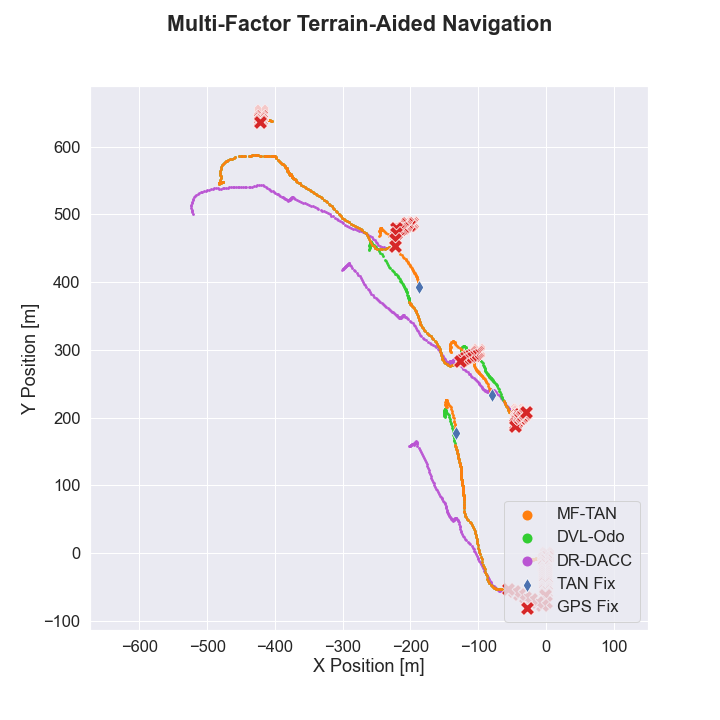 Multi-Factor Terrain-Aided Navigation
Y Position [m]
600
500
400
300
200
100
0
−100
−600
−500
−400
−300
−200
−100
0
100
X Position [m]
MF-TAN
DVL-Odo
DR-DACC
TAN Fix
GPS Fix